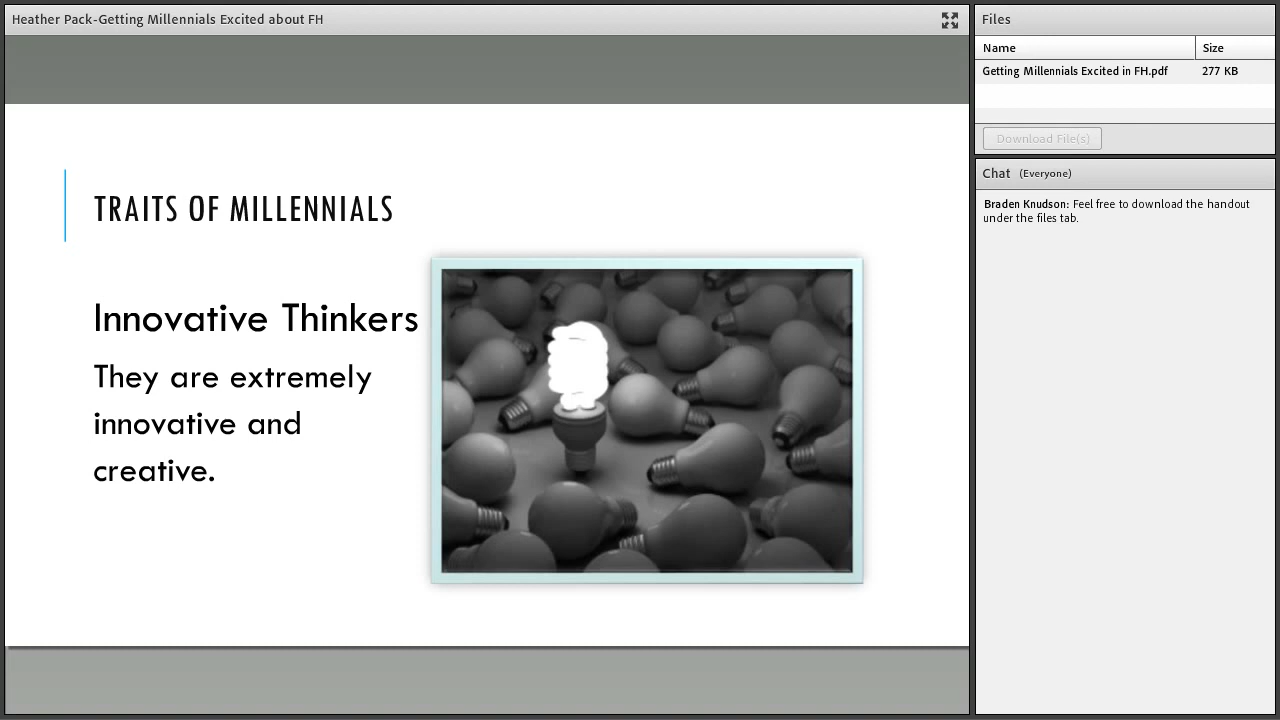 Heather Pack-Getting Millennials Excited about FH
TRAITS OF MILLENNIALS
Innovative Thinkers
They are extremely
innovative and
creative.
Files
Name Size
Getting Millennials Excited in FH.pdf 277 KB
Download File(s)
Chat (Everyone)
Braden Knudson: Feel free to download the handout
under the files tab.